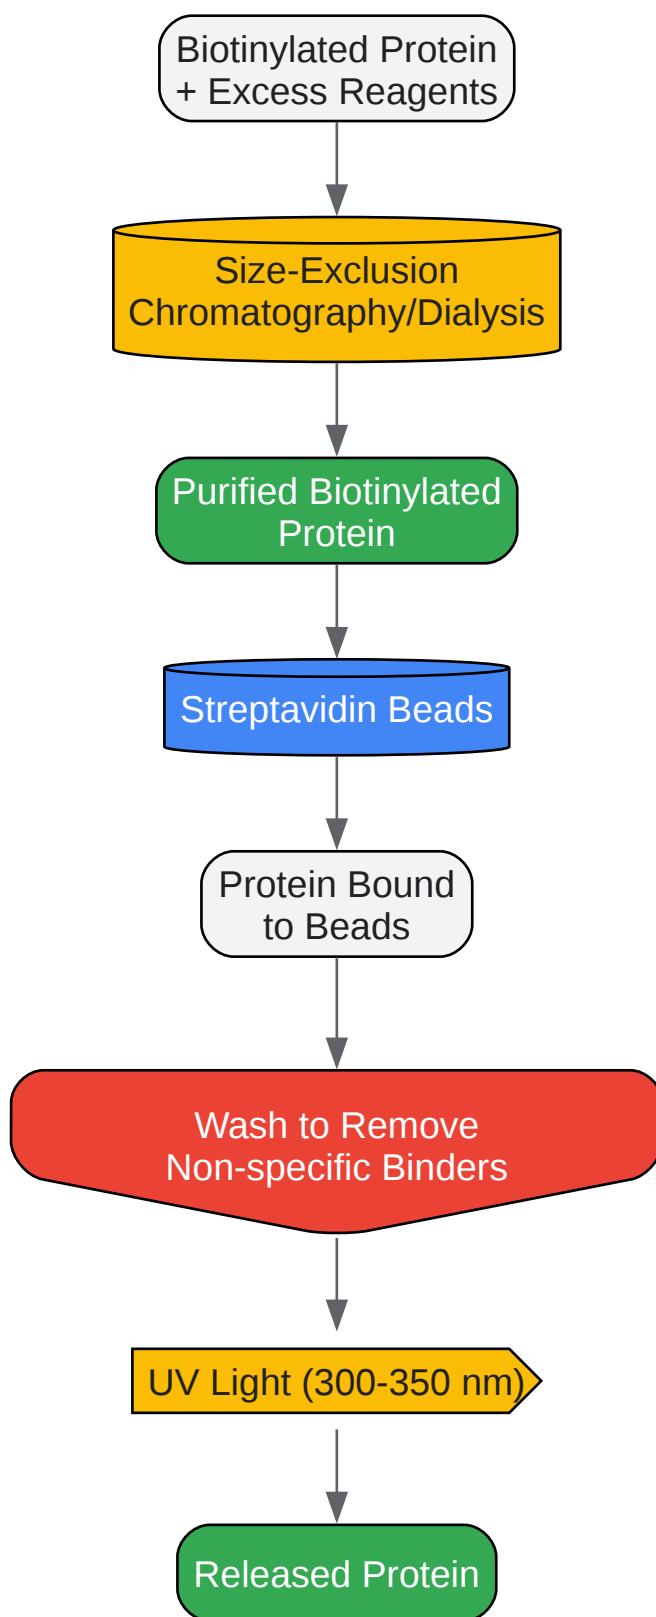 Biotinylated Protein
+ Excess Reagents
Size-Exclusion
Chromatography/Dialysis
Purified Biotinylated
Protein
Streptavidin Beads
Protein Bound
to Beads
Wash to Remove
Non-specific Binders
UV Light (300-350 nm)
Released Protein